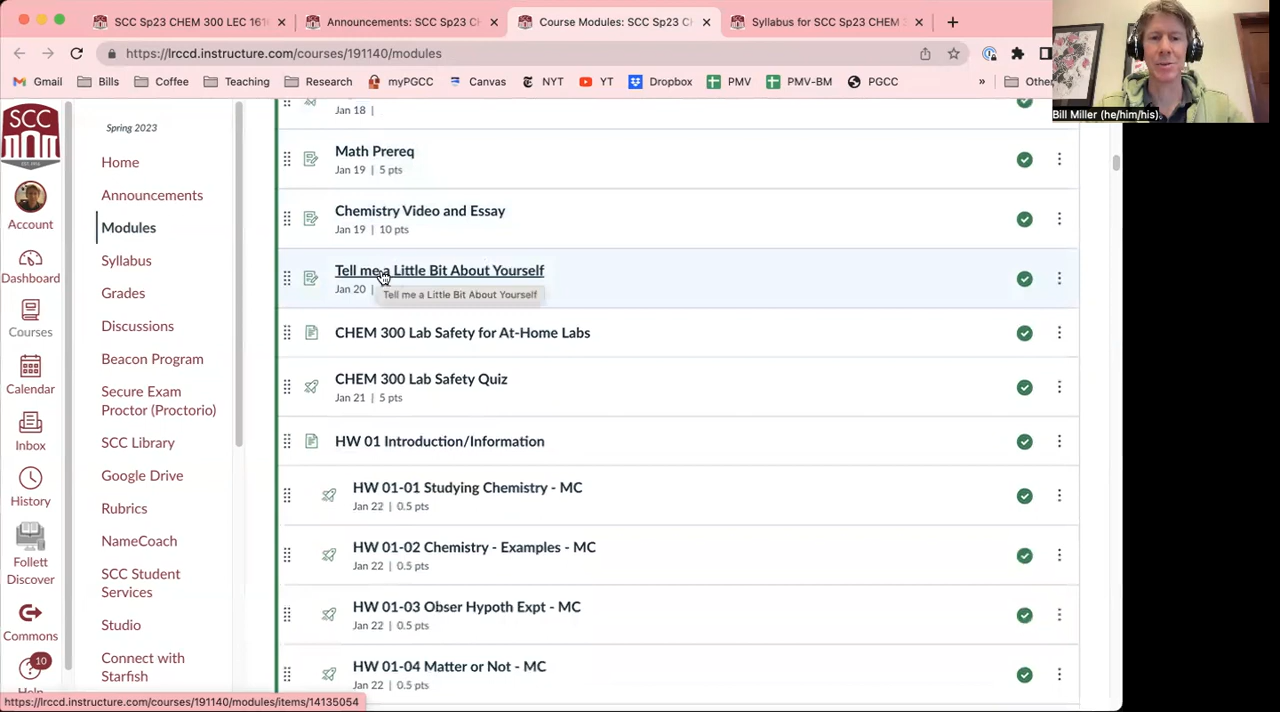 SCC Sp23 CHEM 300 LEC 161
Announcements: SCC Sp23 CH
Course Modules: SCC Sp23 C
Syllabus for SCC Sp23 CHEM
https://lrccd.instructure.com/courses/191140/modules
Gmail
Bills
Coffee
Teaching
Research
myPGCC
Canvas
NYT
YT
Dropbox
PMV
PMV-BM
PGCC
»
Othe
Bill Miller (he/him/his)
SCC
Account
Dashboard
Courses
Calendar
Inbox
History
Follett
Discover
Commons
10
Help
Spring 2023
Home
Announcements
Modules
Syllabus
Grades
Discussions
Beacon Program
Secure Exam
Proctor (Proctorio)
SCC Library
Google Drive
Rubrics
NameCoach
SCC Student
Services
Studio
Connect with
Starfish
Jan 18 |
Math Prereq
Jan 19 | 5 pts
Chemistry Video and Essay
Jan 19 | 10 pts
Tell me a Little Bit About Yourself
Jan 20 |
Tell me a Little Bit About Yourself
CHEM 300 Lab Safety for At-Home Labs
CHEM 300 Lab Safety Quiz
Jan 21 | 5 pts
HW 01 Introduction/Information
HW 01-01 Studying Chemistry - MC
Jan 22 | 0.5 pts
HW 01-02 Chemistry - Examples - MC
Jan 22 | 0.5 pts
HW 01-03 Obser Hypoth Expt - MC
Jan 22 | 0.5 pts
HW 01-04 Matter or Not - MC
Jan 22 | 0.5 pts
https://lrccd.instructure.com/courses/191140/modules/items/14135054